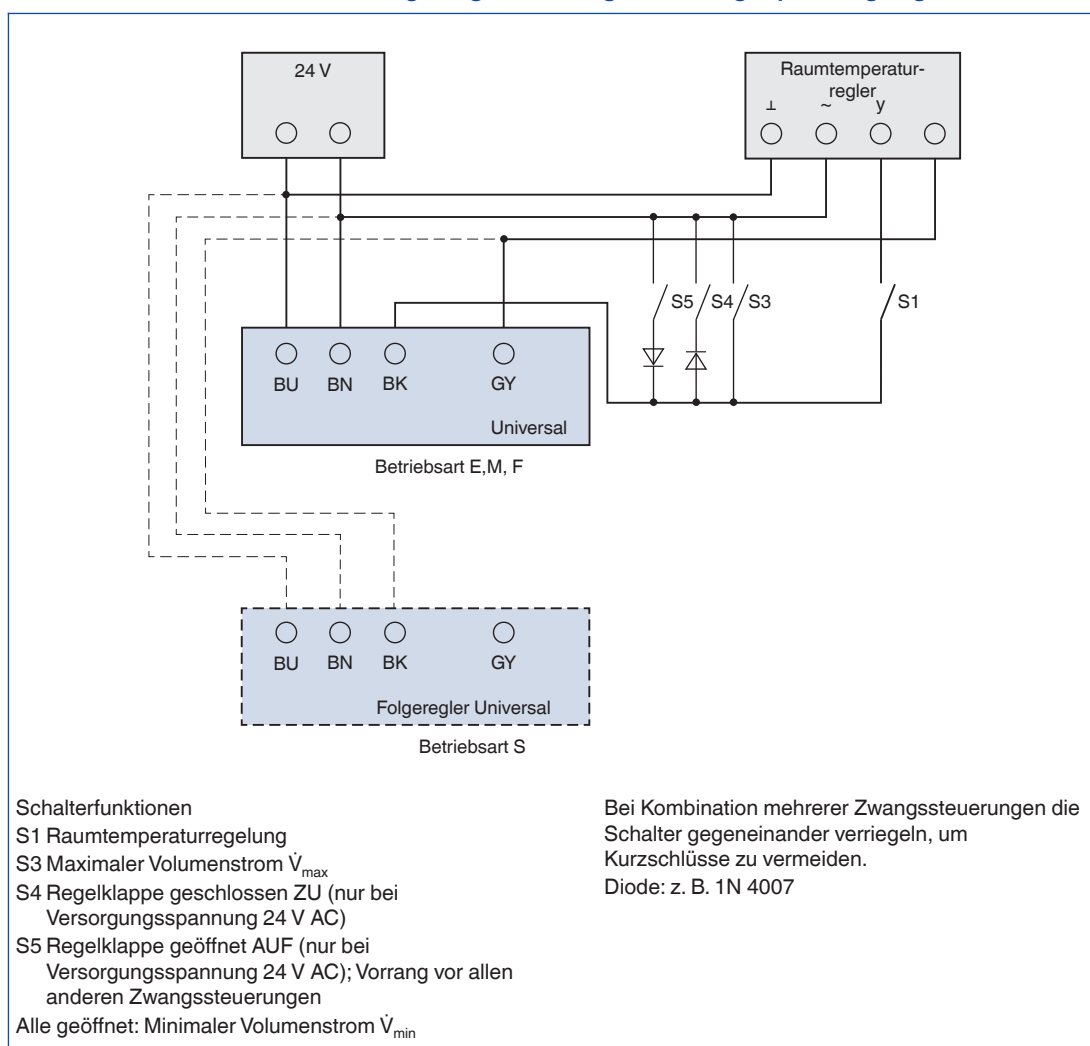 24 V
Raumtemperatur-
regler
⊥ ~ y
S5 S4 S3 S1
BU BN BK GY
Universal
Betriebsart E,M, F
BU BN BK GY
Folgeregler Universal
Betriebsart S
Schalterfunktionen
S1 Raumtemperaturregelung
S3 Maximaler Volumenstrom V̇max
S4 Regelklappe geschlossen ZU (nur bei
Versorgungsspannung 24 V AC)
S5 Regelklappe geöffnet AUF (nur bei
Versorgungsspannung 24 V AC); Vorrang vor allen
anderen Zwangssteuerungen
Alle geöffnet: Minimaler Volumenstrom V̇min
Bei Kombination mehrerer Zwangssteuerungen die
Schalter gegeneinander verriegeln, um
Kurzschlüsse zu vermeiden.
Diode: z. B. 1N 4007